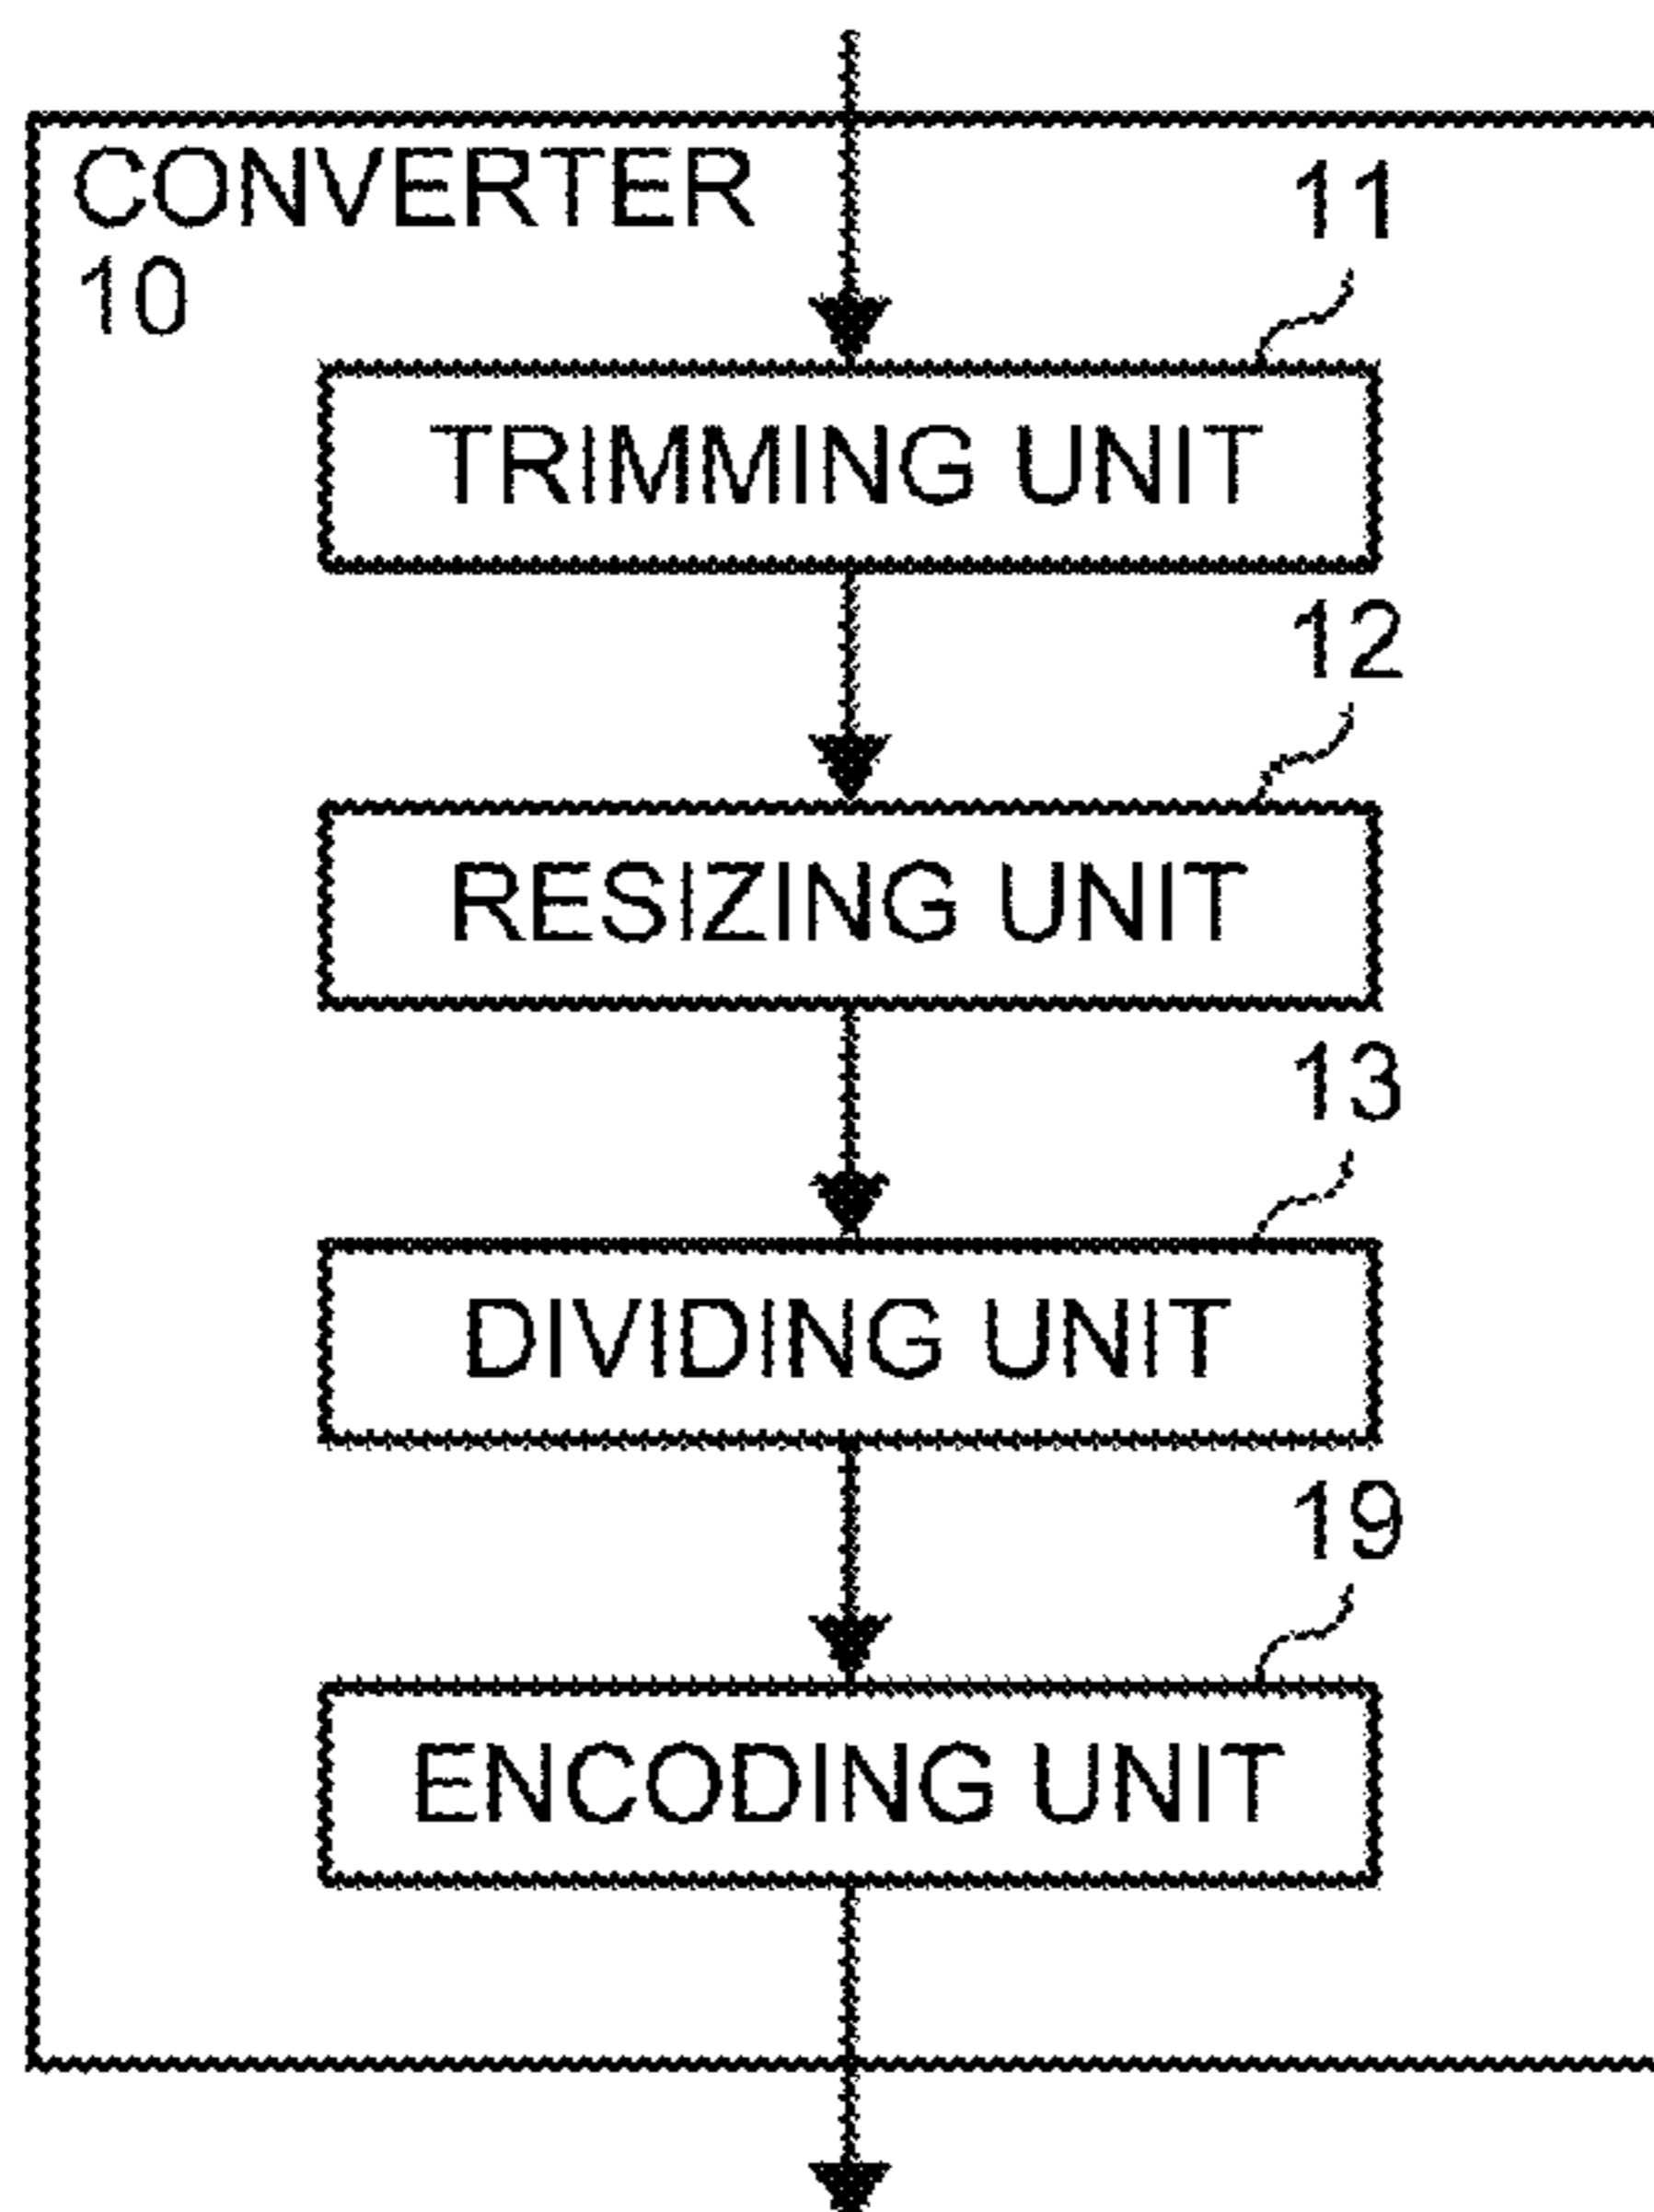 CONVERTER
10
11
TRIMMING UNIT
12
RESIZING UNIT
13
DIVIDING UNIT
19
ENCODING UNIT